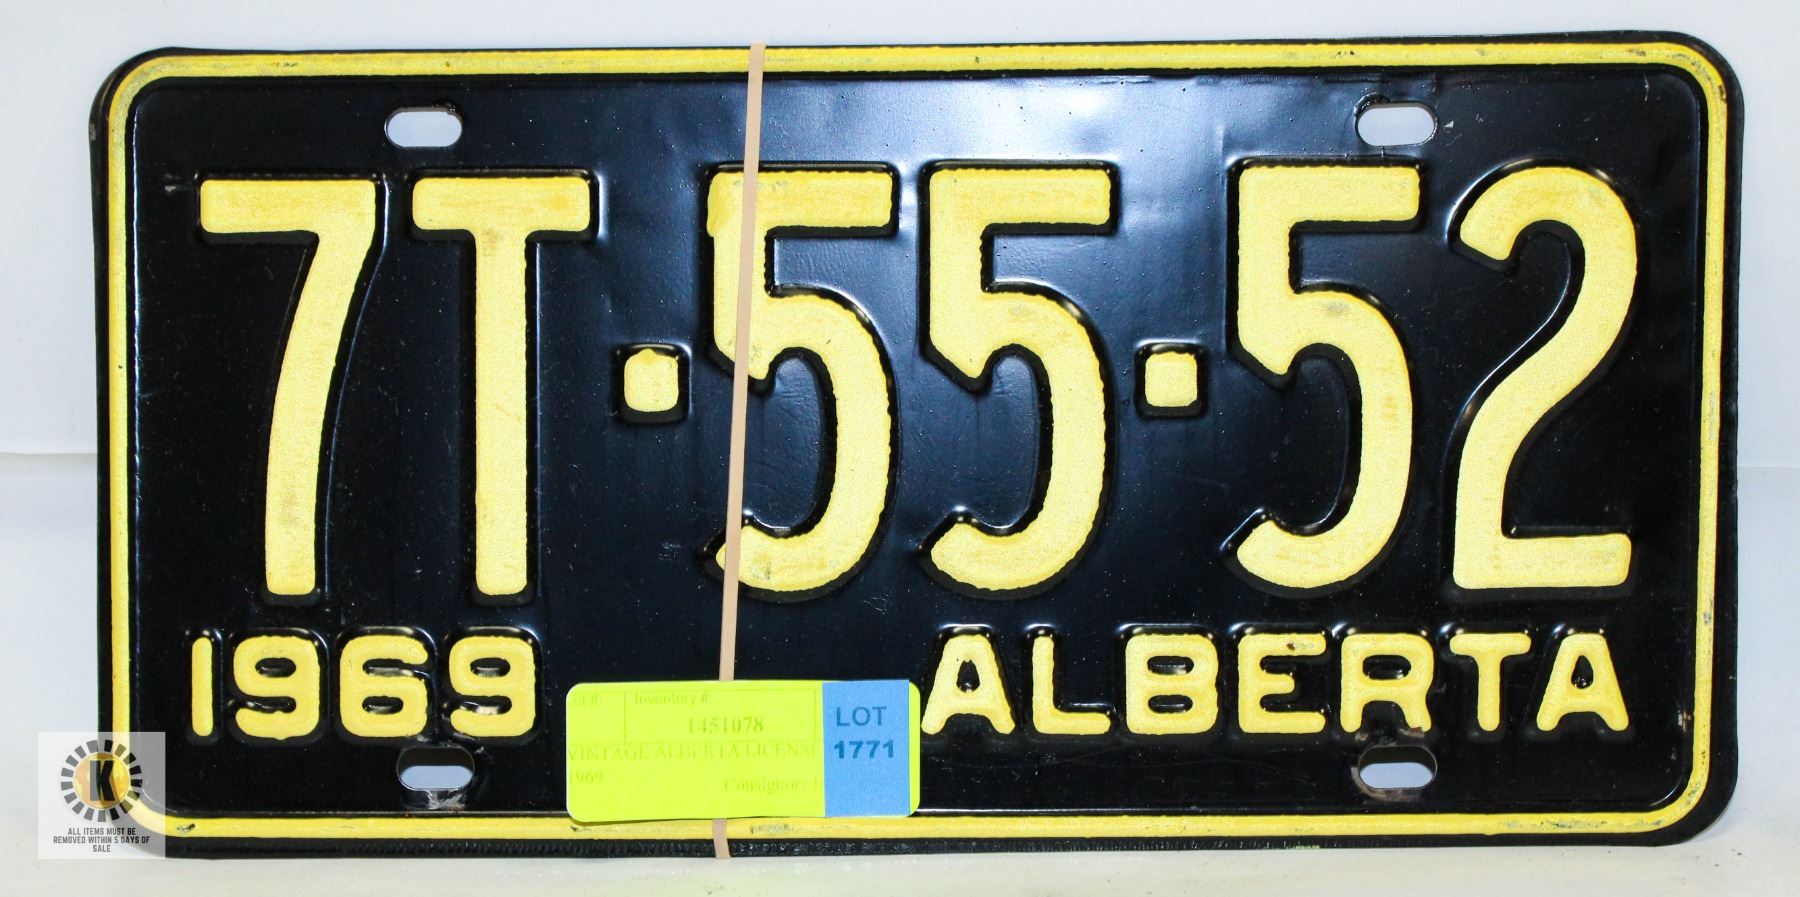 7T·55·52
1969 ALBERTA
Inventory #:
1451078
LOT
1771
VINTAGE ALBERTA LICENSE
1969
Consignor:
K
ALL ITEMS MUST BE
REMOVED WITHIN 5 DAYS OF
SALE